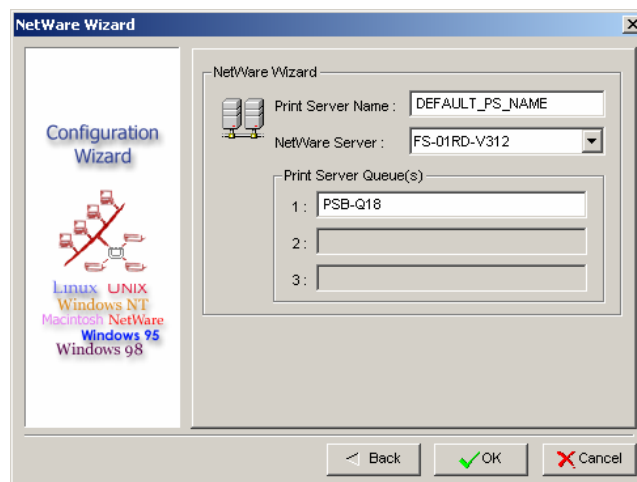 NetWare Wizard
Configuration
Wizard
Linux UNIX
Windows NT
Macintosh NetWare
Windows 95
Windows 98
NetWare Wizard
Print Server Name : DEFAULT_PS_NAME
NetWare Server : FS-01RD-V312
Print Server Queue(s)
1 : PSB-Q18
2 :
3 :
< Back
OK
Cancel